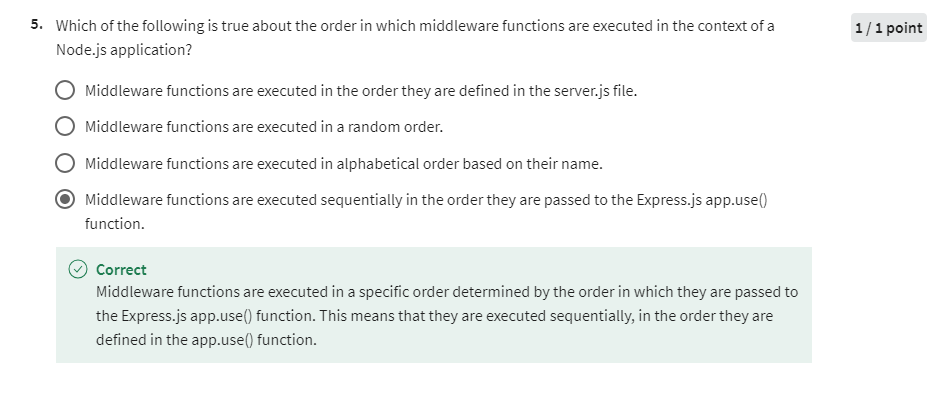 5. Which of the following is true about the order in which middleware functions are executed in the context of a
Node.js application?
1 / 1 point
Middleware functions are executed in the order they are defined in the server.js file.
Middleware functions are executed in a random order.
Middleware functions are executed in alphabetical order based on their name.
Middleware functions are executed sequentially in the order they are passed to the Express.js app.use()
function.
Correct
Middleware functions are executed in a specific order determined by the order in which they are passed to
the Express.js app.use() function. This means that they are executed sequentially, in the order they are
defined in the app.use() function.